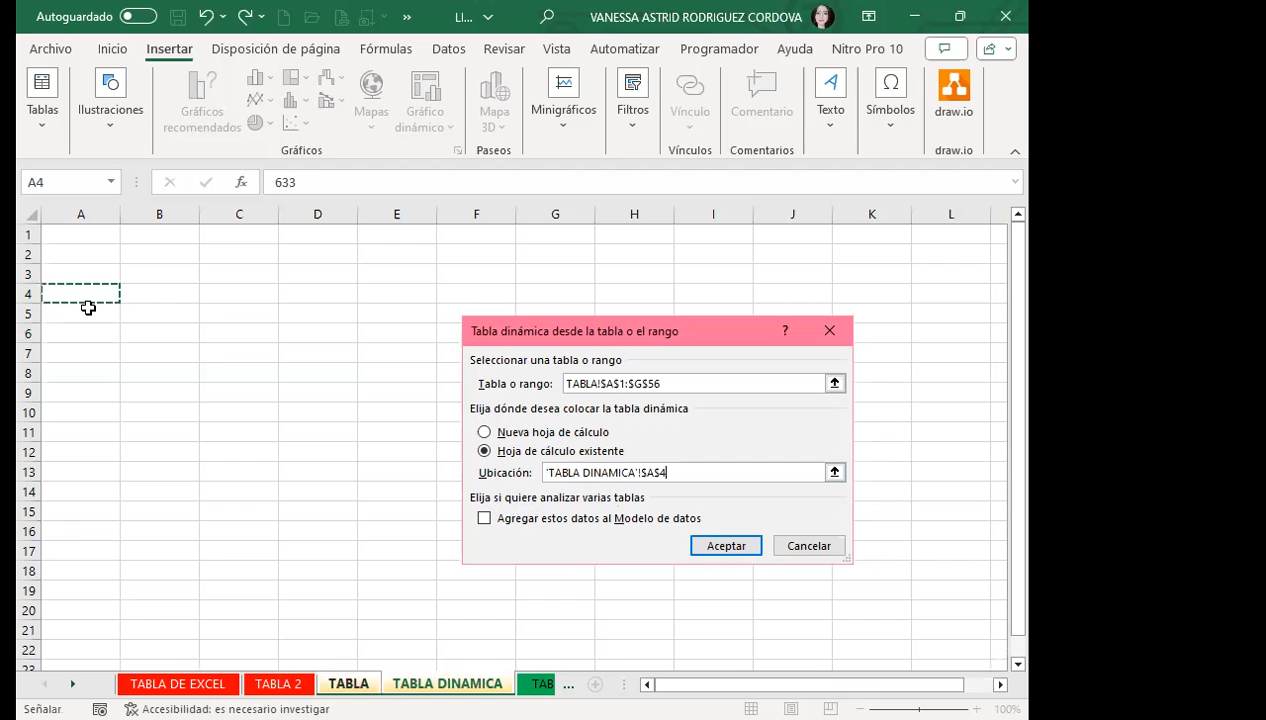 Autoguardado
LI...
VANESSA ASTRID RODRIGUEZ CORDOVA
Archivo Inicio Insertar Disposición de página Fórmulas Datos Revisar Vista Automatizar Programador Ayuda Nitro Pro 10
Tablas
Ilustraciones
Gráficos recomendados
Mapas
Gráfico dinámico
Mapa 3D
Minigráficos
Filtros
Vínculo
Comentario
Texto
Símbolos
draw.io
Gráficos Paseos Vínculos Comentarios draw.io
A4 fx 633
A B C D E F G H I J K L
1
2
3
4
5
6
7
8
9
10
11
12
13
14
15
16
17
18
19
20
21
22
23
Tabla dinámica desde la tabla o el rango ?
Seleccionar una tabla o rango
Tabla o rango: TABLA!$A$1:$G$56
Elija dónde desea colocar la tabla dinámica
Nueva hoja de cálculo
Hoja de cálculo existente
Ubicación: 'TABLA DINAMICA'!$A$4
Elija si quiere analizar varias tablas
Agregar estos datos al Modelo de datos
Aceptar Cancelar
TABLA DE EXCEL TABLA 2 TABLA TABLA DINAMICA TAB ...
Señalar Accesibilidad: es necesario investigar 100%